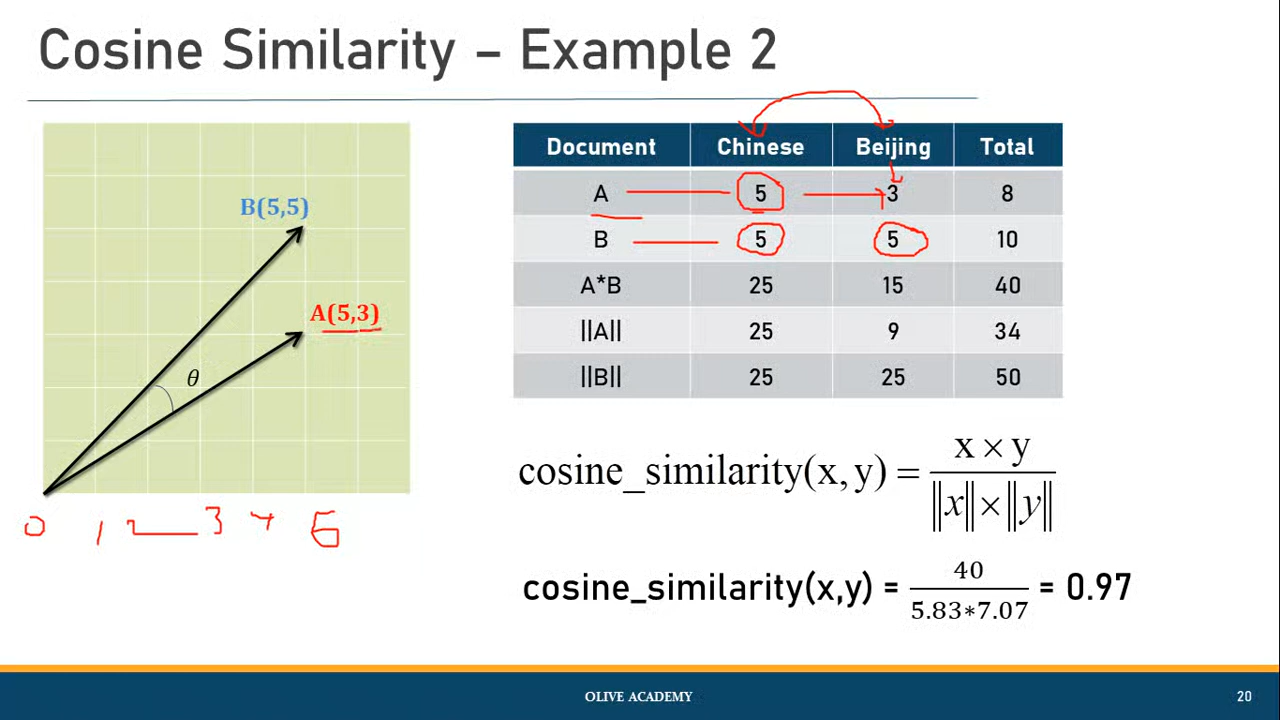 Cosine Similarity – Example 2
B(5,5)
A(5,3)
θ
0 1 2 3 4 5
Document Chinese Beijing Total
A 5 3 8
B 5 5 10
A*B 25 15 40
||A|| 25 9 34
||B|| 25 25 50
cosine_similarity(x,y) = x × y / ‖x‖ × ‖y‖
cosine_similarity(x,y) = 40 / 5.83*7.07 = 0.97
OLIVE ACADEMY
20